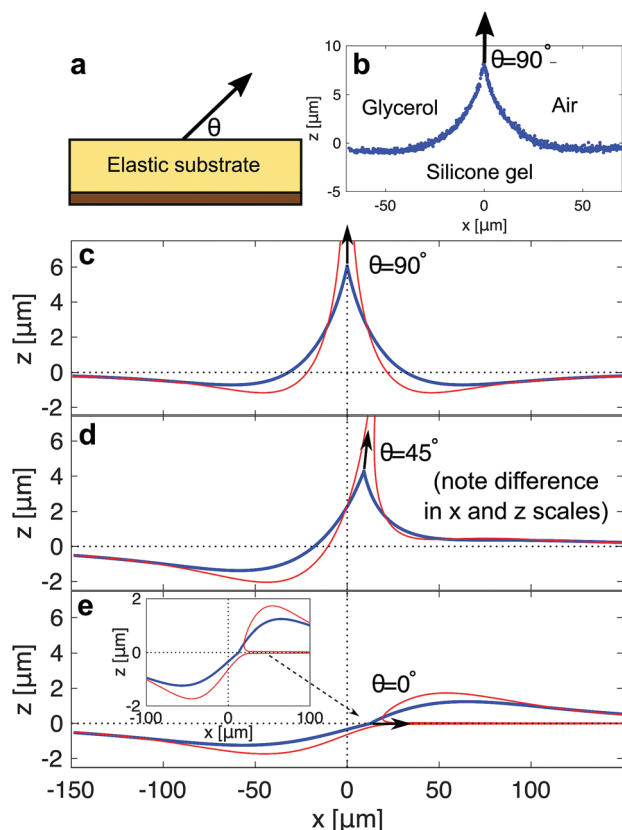 a
θ
Elastic substrate
b
θ=90°
Glycerol
Air
Silicone gel
z [μm]
10
5
0
-5
-50
0
50
x [μm]
c
θ=90°
z [μm]
6
4
2
0
-2
d
θ=45°
(note difference
in x and z scales)
z [μm]
6
4
2
0
-2
e
z [μm]
2
0
-2
-100
0
100
x [μm]
θ=0°
z [μm]
6
4
2
0
-2
-150
-100
-50
0
50
100
x [μm]